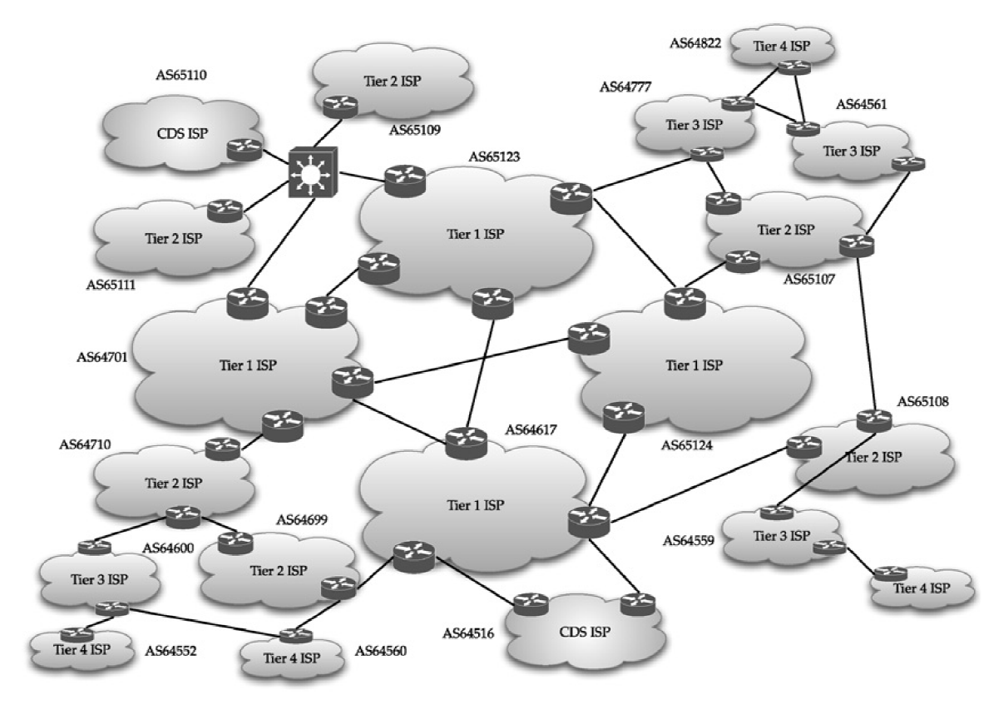 AS64822
Tier 4 ISP
AS65110
Tier 2 ISP
AS64777
AS64561
CDS ISP
AS65109
Tier 3 ISP
Tier 3 ISP
AS65123
Tier 2 ISP
Tier 1 ISP
Tier 2 ISP
AS65111
AS65107
AS64701
Tier 1 ISP
Tier 1 ISP
AS65108
AS64710
AS64617
AS65124
Tier 2 ISP
Tier 2 ISP
Tier 1 ISP
AS64699
AS64600
AS64559
Tier 3 ISP
Tier 3 ISP
Tier 2 ISP
Tier 4 ISP
AS64516
CDS ISP
Tier 4 ISP
AS64552
Tier 4 ISP
AS64560